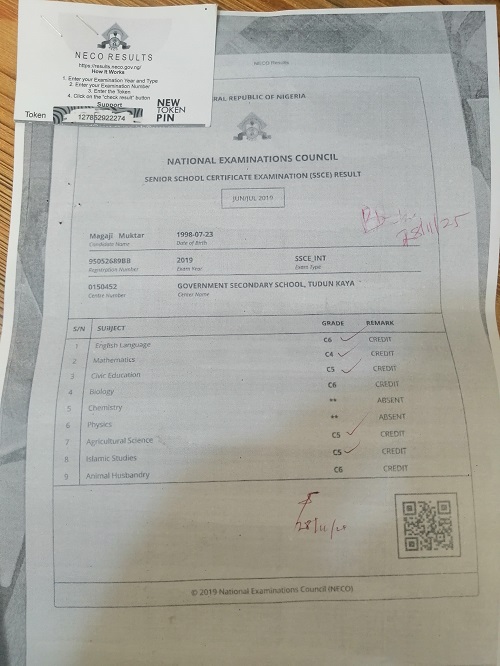 NECO RESULTS
https://results.neco.gov.ng/
How it Works
1. Enter your Examination Year and Type
2. Enter your Examination Number
3. Enter the Token
4. Click on the "check result" button
Support
NEW
TOKEN
PIN
Token
NECO Results
RAL REPUBLIC OF NIGERIA
NATIONAL EXAMINATIONS COUNCIL
SENIOR SCHOOL CERTIFICATE EXAMINATION (SSCE) RESULT
JUN/JUL 2019
28/11/25
Magaji Muktar 1998-07-23
Candidate Name Date of Birth
95052689BB 2019 SSCE_INT
Registration Number Exam Year Exam Type
0150452 GOVERNMENT SECONDARY SCHOOL, TUDUN KAYA
Centre number Center Name
S/N SUBJECT GRADE REMARK
1 English Language C6 CREDIT
2 Mathematics C4 CREDIT
3 Civic Education C5 CREDIT
4 Biology C6 CREDIT
5 Chemistry ** ABSENT
6 Physics ** ABSENT
7 Agricultural Science C5 CREDIT
8 Islamic Studies C5 CREDIT
9 Animal Husbandry C6 CREDIT
© 2019 National Examinations Council (NECO)